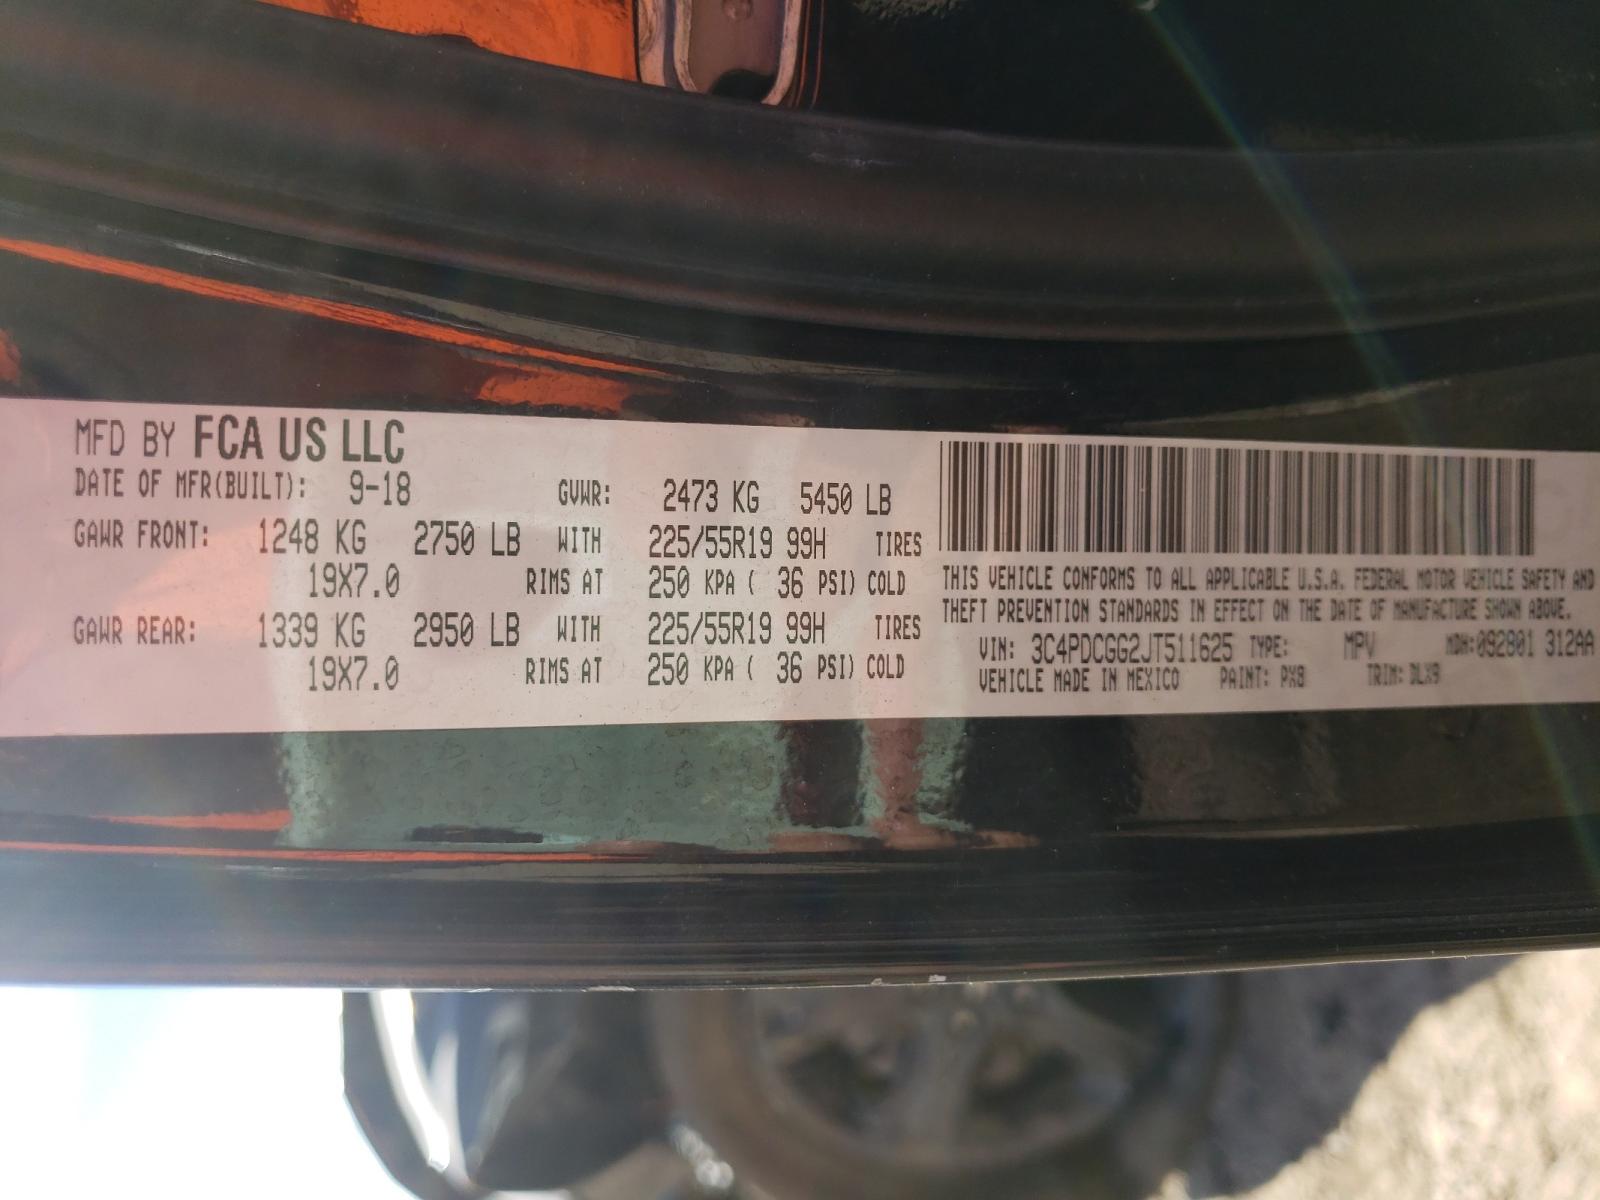 MFD BY FCA US LLC
DATE OF MFR(BUILT): 9-18 GVWR: 2473 KG 5450 LB
GAWR FRONT: 1248 KG 2750 LB WITH 225/55R19 99H TIRES
19X7.0 RIMS AT 250 KPA ( 36 PSI) COLD
GAWR REAR: 1339 KG 2950 LB WITH 225/55R19 99H TIRES
19X7.0 RIMS AT 250 KPA ( 36 PSI) COLD
THIS VEHICLE CONFORMS TO ALL APPLICABLE U.S.A. FEDERAL MOTOR VEHICLE SAFETY AND
THEFT PREVENTION STANDARDS IN EFFECT ON THE DATE OF MANUFACTURE SHOWN ABOVE.
VIN: 3C4PDCGG2JT511625 TYPE: MPV MDH:092801 312AA
VEHICLE MADE IN MEXICO PAINT: PX8 TRIM: DLX9